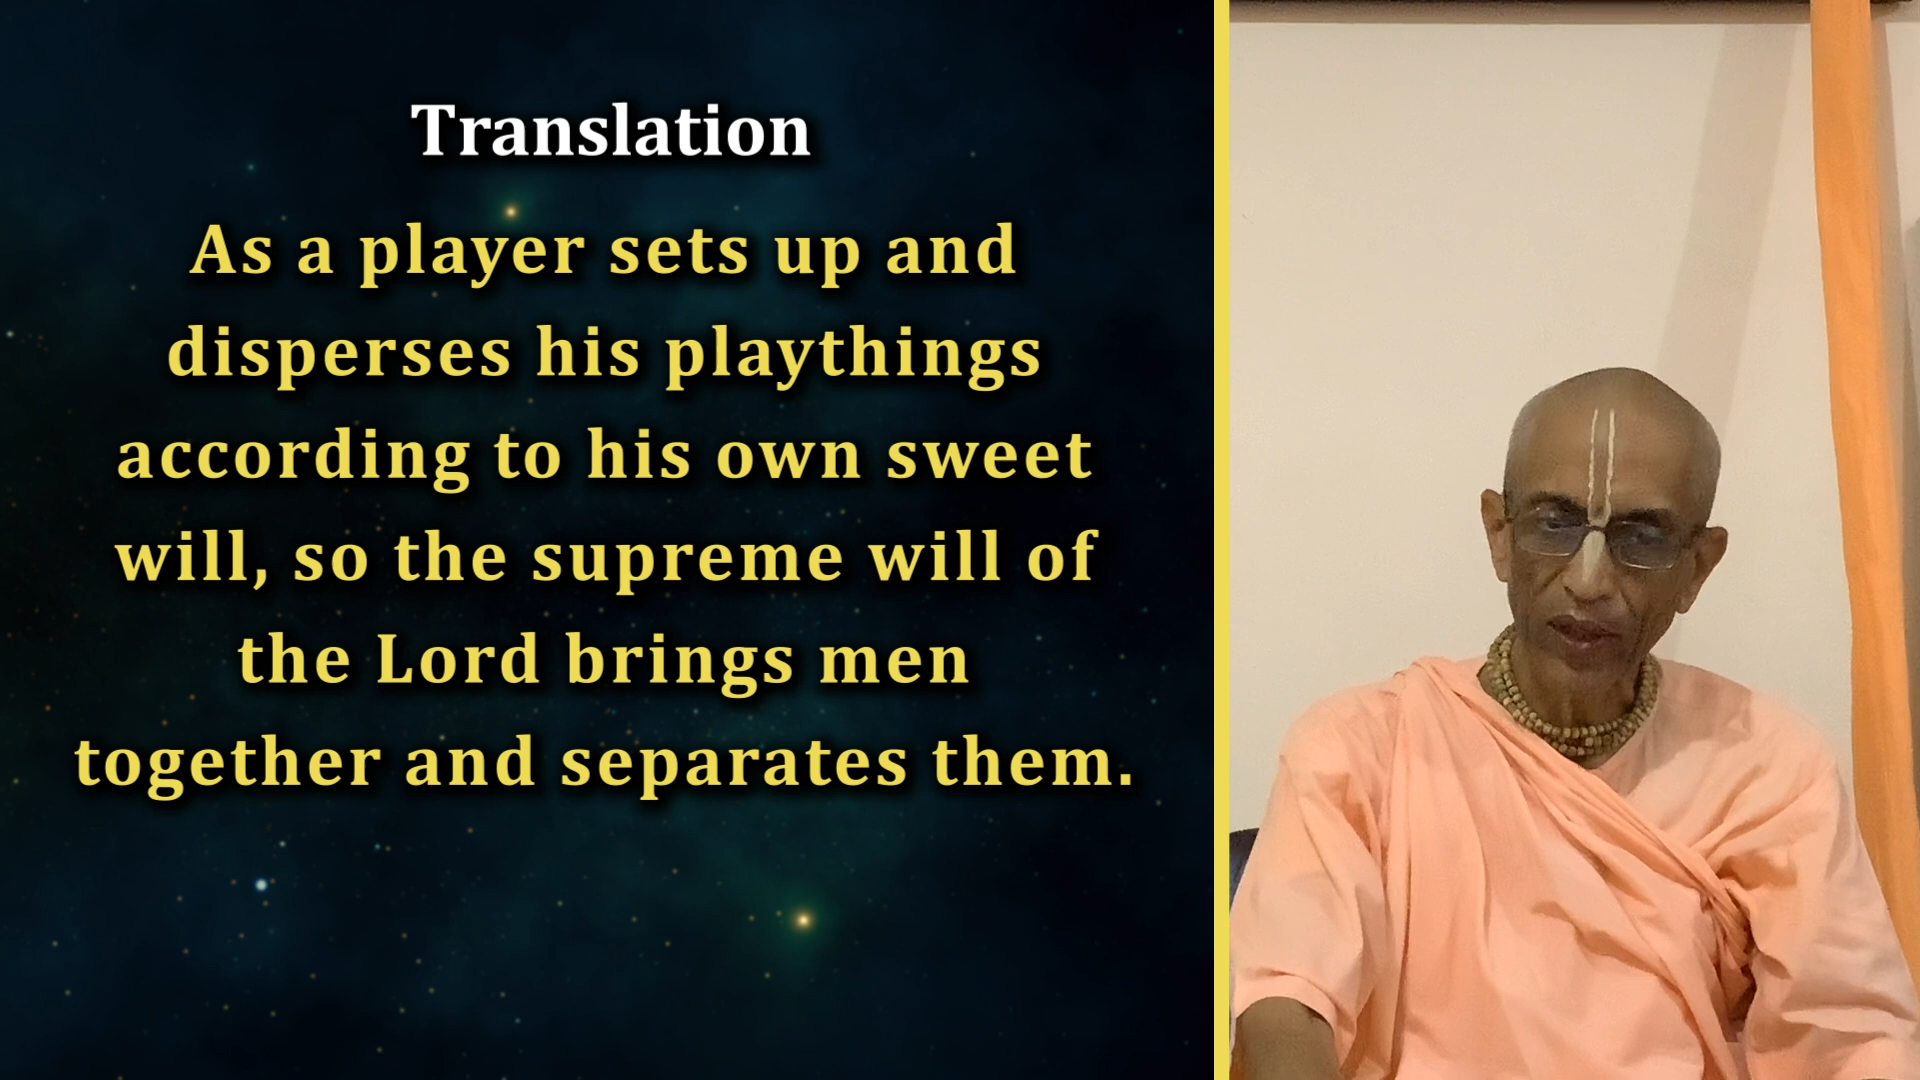 Translation
As a player sets up and
disperses his playthings
according to his own sweet
will, so the supreme will of
the Lord brings men
together and separates them.